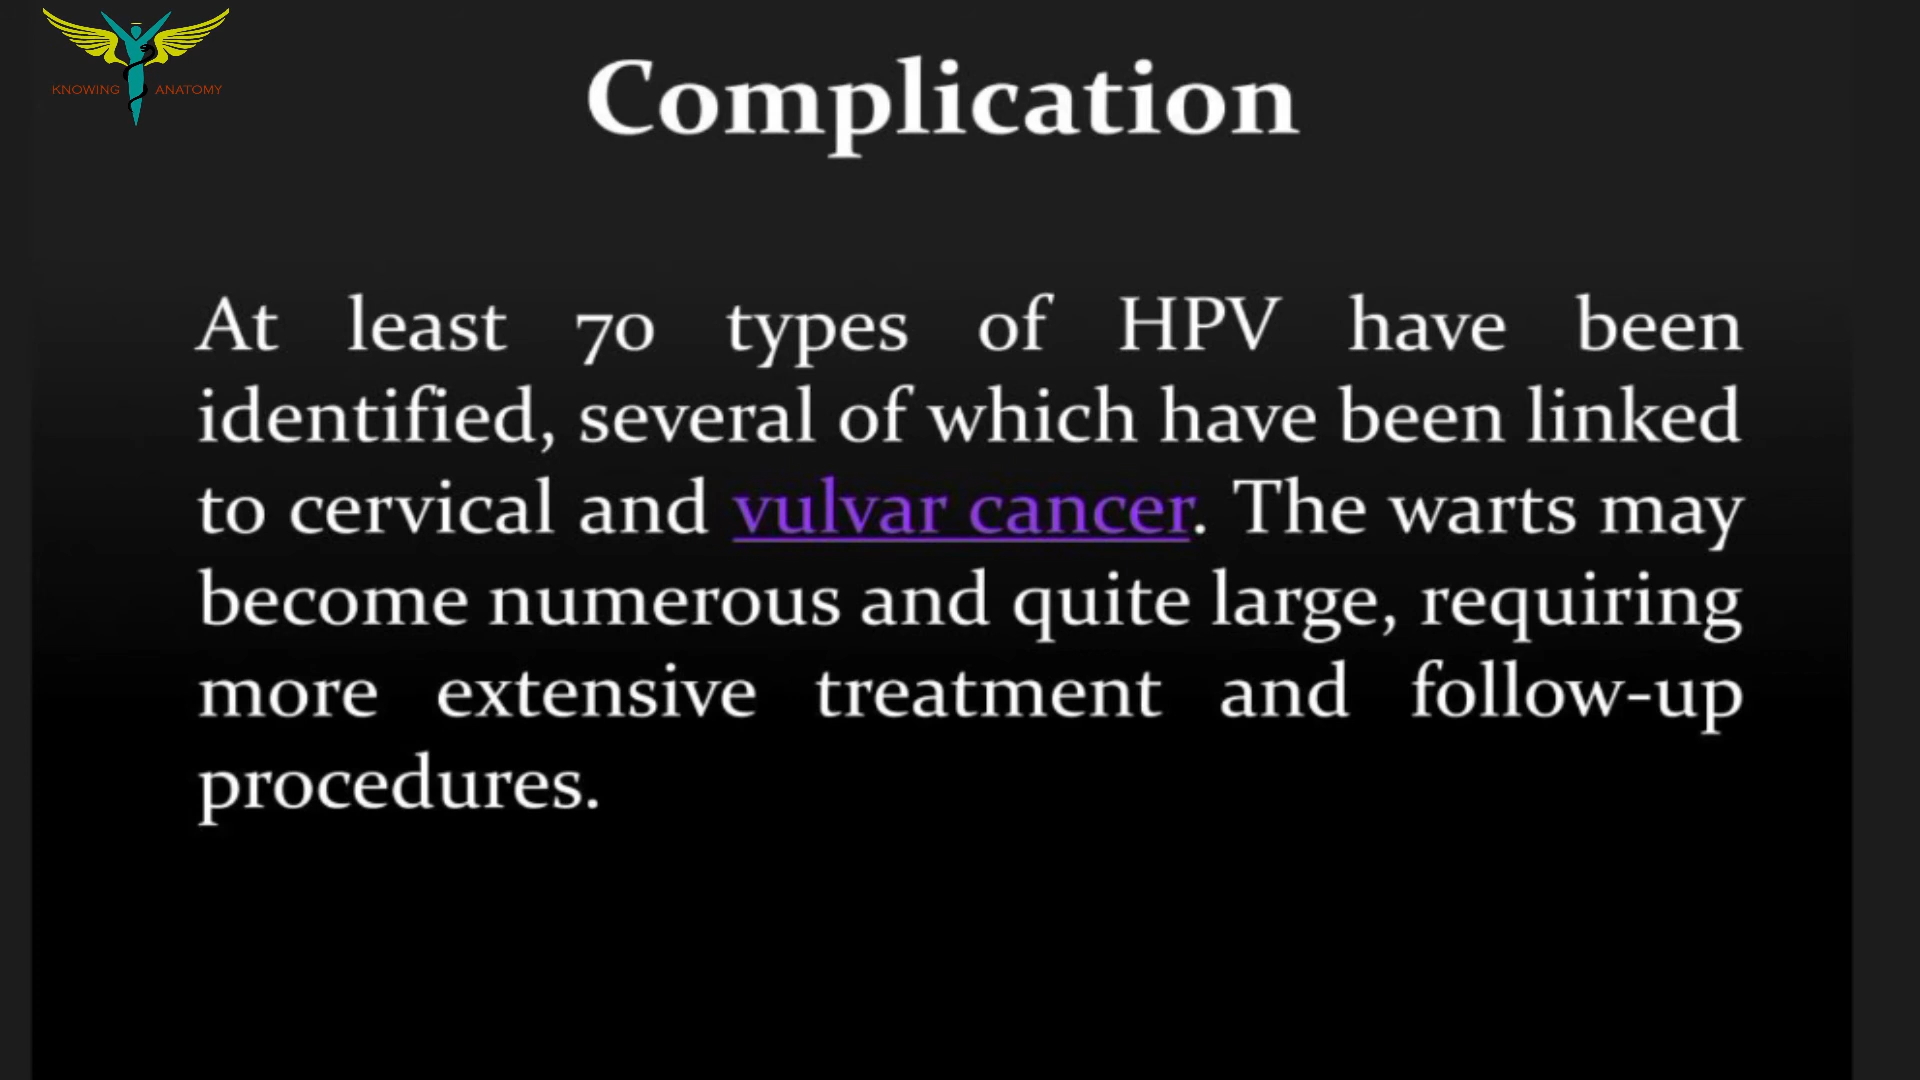 KNOWING ANATOMY
Complication
At least 70 types of HPV have been
identified, several of which have been linked
to cervical and vulvar cancer. The warts may
become numerous and quite large, requiring
more extensive treatment and follow-up
procedures.